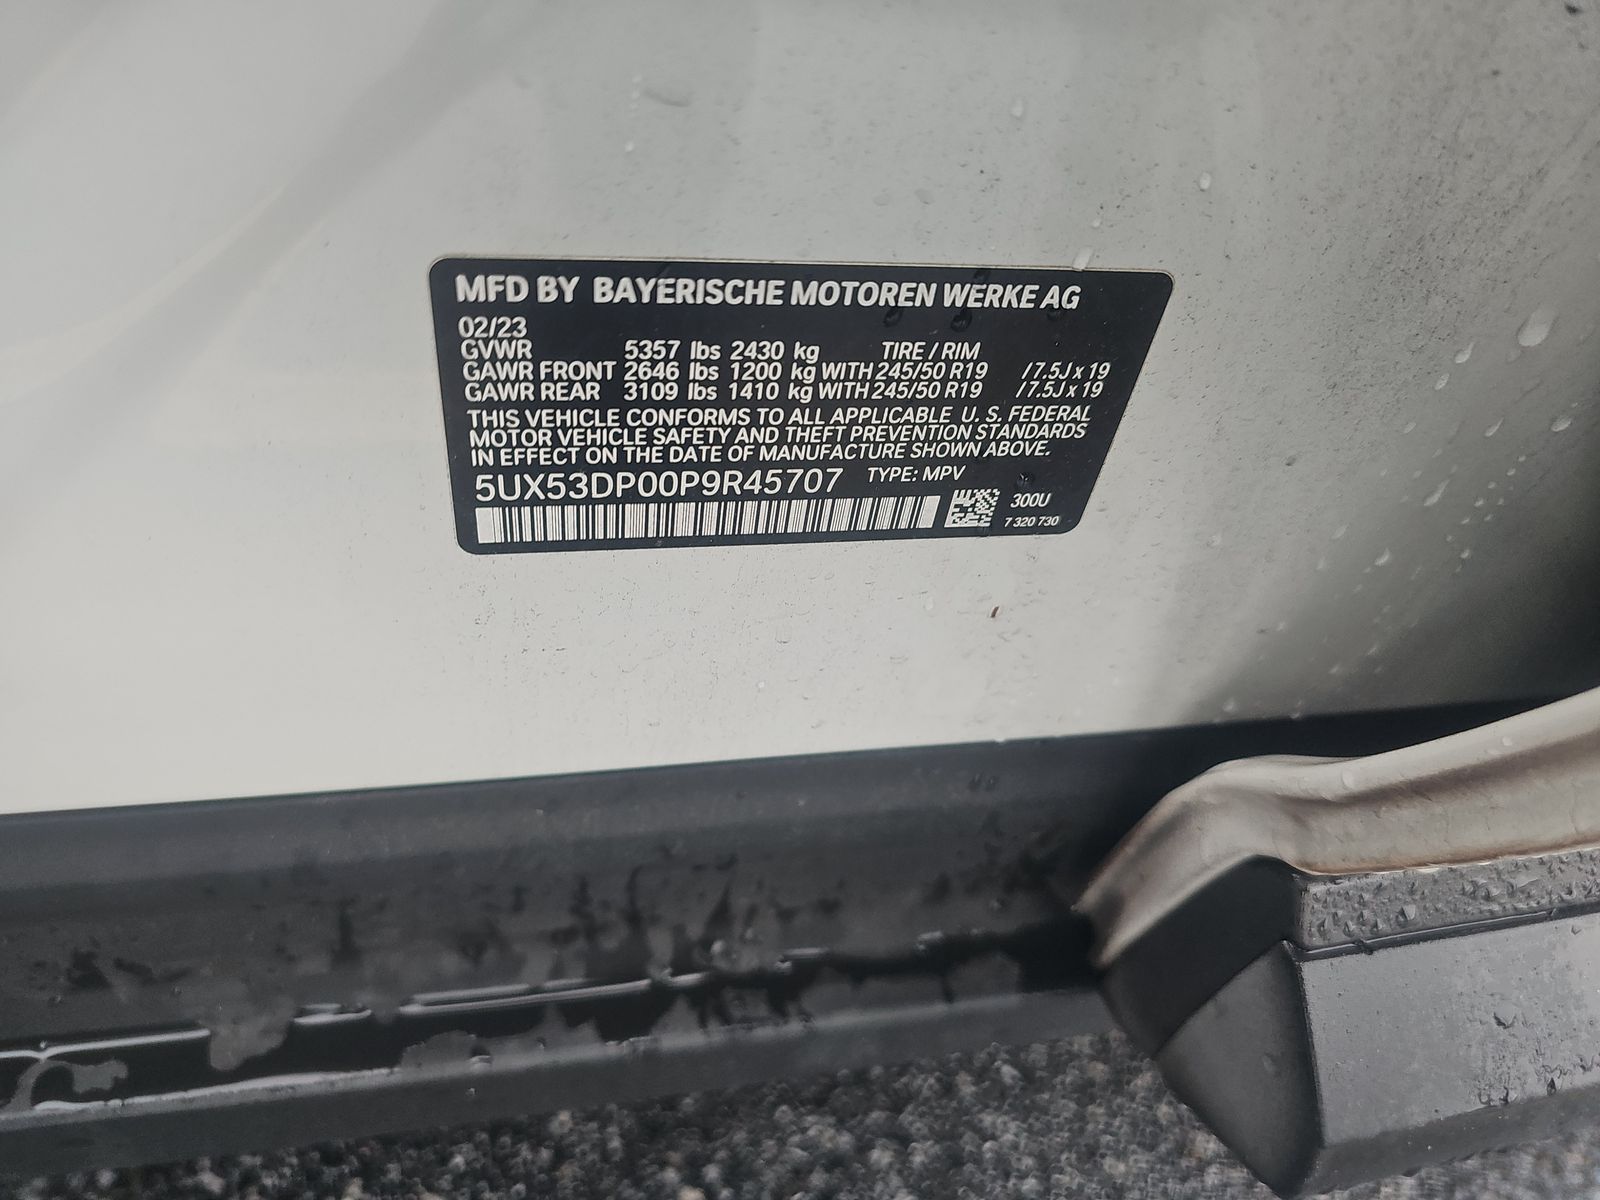 MFD BY BAYERISCHE MOTOREN WERKE AG
02/23
GVWR 5357 lbs 2430 kg TIRE / RIM
GAWR FRONT 2646 lbs 1200 kg WITH 245/50 R19 /7.5J x 19
GAWR REAR 3109 lbs 1410 kg WITH 245/50 R19 /7.5J x 19
THIS VEHICLE CONFORMS TO ALL APPLICABLE U. S. FEDERAL
MOTOR VEHICLE SAFETY AND THEFT PREVENTION STANDARDS
IN EFFECT ON THE DATE OF MANUFACTURE SHOWN ABOVE.
5UX53DP00P9R45707 TYPE: MPV
300U
7 320 730